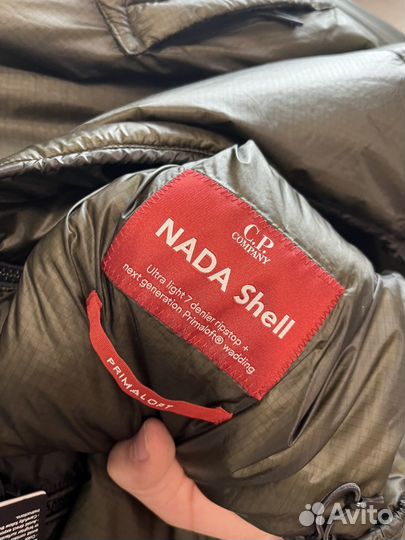 C.P.
COMPANY
NADA Shell
Ultra light 7 denier ripstop +
next generation Primaloft® wadding
PRIMALOFT
Avito